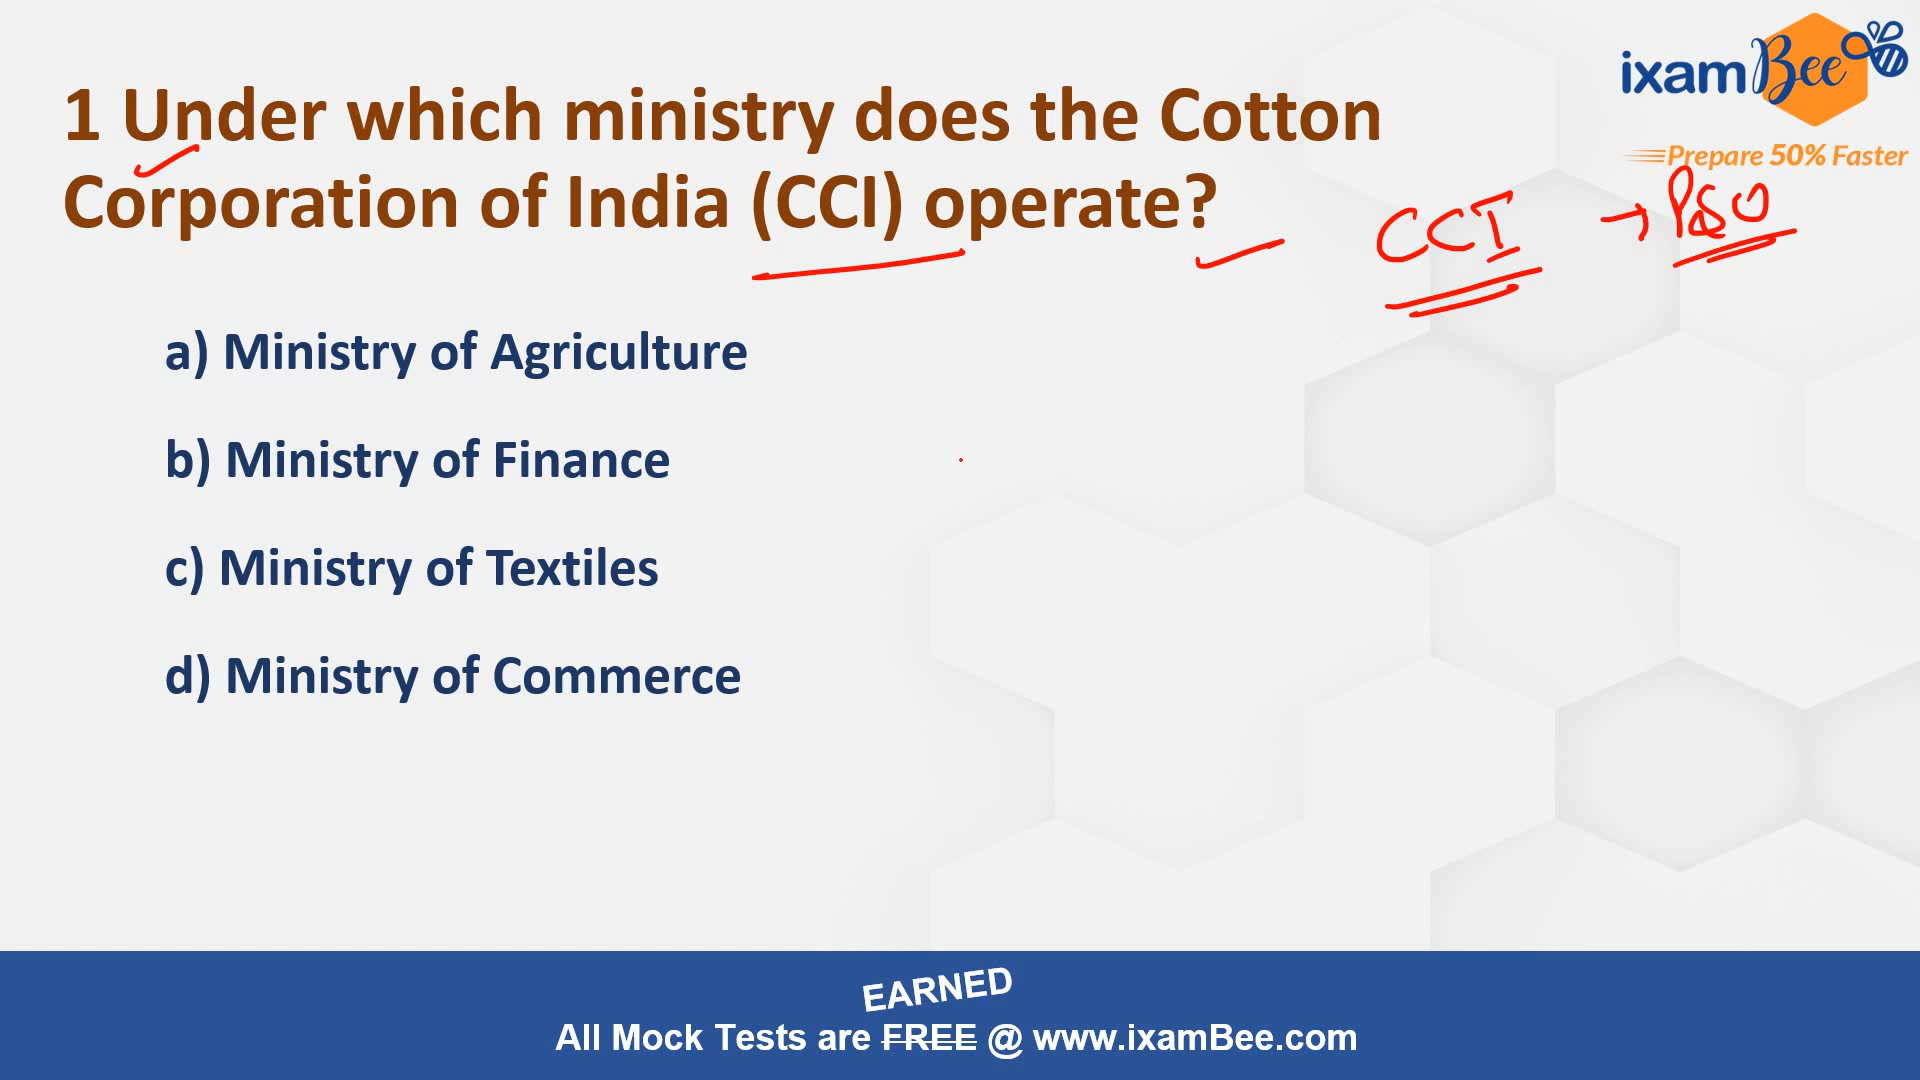 ixamBee
Prepare 50% Faster
1 Under which ministry does the Cotton
Corporation of India (CCI) operate?
CCI → PSO
a) Ministry of Agriculture
b) Ministry of Finance
c) Ministry of Textiles
d) Ministry of Commerce
EARNED
All Mock Tests are FREE @ www.ixamBee.com